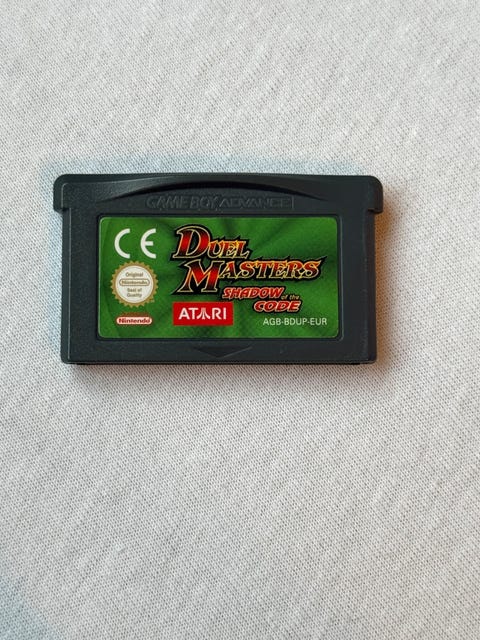 GAME BOY ADVANCE
CE
DUEL
MASTERS
SHADOW of the
CODE
Original
Nintendo
Seal of
Quality
Nintendo
ATARI
AGB-BDUP-EUR